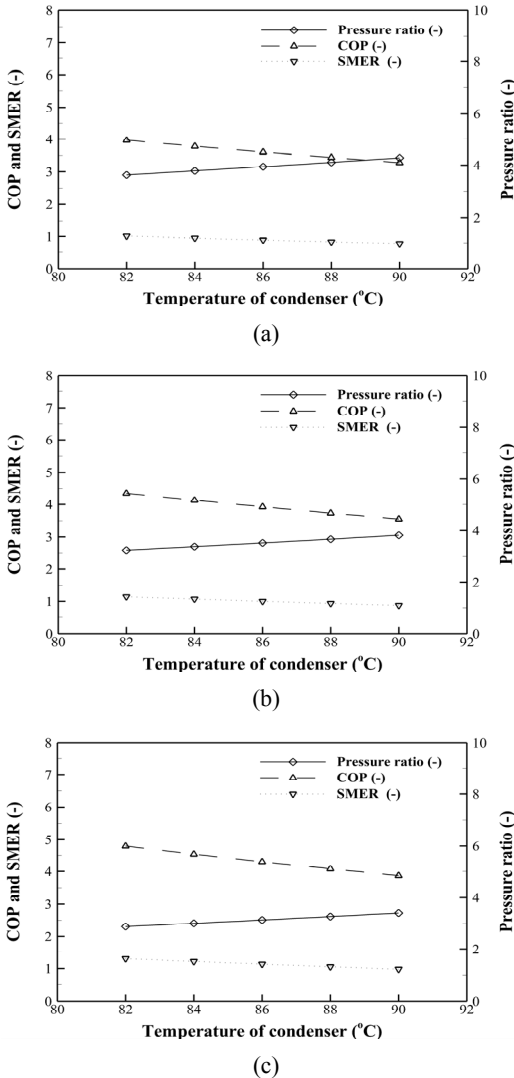 8
7
6
5
4
3
2
1
0
COP and SMER (-)
10
8
6
4
2
0
Pressure ratio (-)
Pressure ratio (-)
COP (-)
SMER (-)
80 82 84 86 88 90 92
Temperature of condenser (°C)
(a)
8
7
6
5
4
3
2
1
0
COP and SMER (-)
10
8
6
4
2
0
Pressure ratio (-)
Pressure ratio (-)
COP (-)
SMER (-)
80 82 84 86 88 90 92
Temperature of condenser (°C)
(b)
8
7
6
5
4
3
2
1
0
COP and SMER (-)
10
8
6
4
2
0
Pressure ratio (-)
Pressure ratio (-)
COP (-)
SMER (-)
80 82 84 86 88 90 92
Temperature of condenser (°C)
(c)